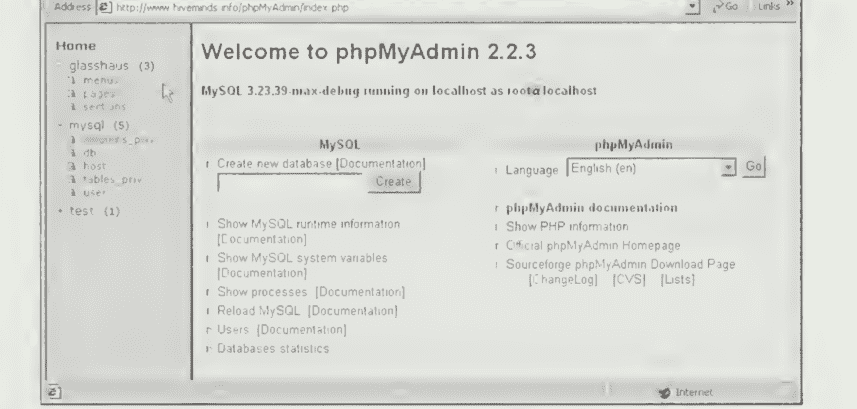 Address http://www.hiveminds.info/phpMyAdmin/index.php Go Links »
Home
glasshaus (3)
menus
pages
sections
mysql (5)
db
host
tables_priv
user
test (1)
Welcome to phpMyAdmin 2.2.3
MySQL 3.23.39-max-debug running on localhost as root@localhost
MySQL
Create new database [Documentation]
Create
Show MySQL runtime information
[Documentation]
Show MySQL system variables
[Documentation]
Show processes [Documentation]
Reload MySQL [Documentation]
Users [Documentation]
Databases statistics
phpMyAdmin
Language English (en) Go
phpMyAdmin documentation
Show PHP information
Official phpMyAdmin Homepage
Sourceforge phpMyAdmin Download Page
[ChangeLog] [CVS] [Lists]
Internet